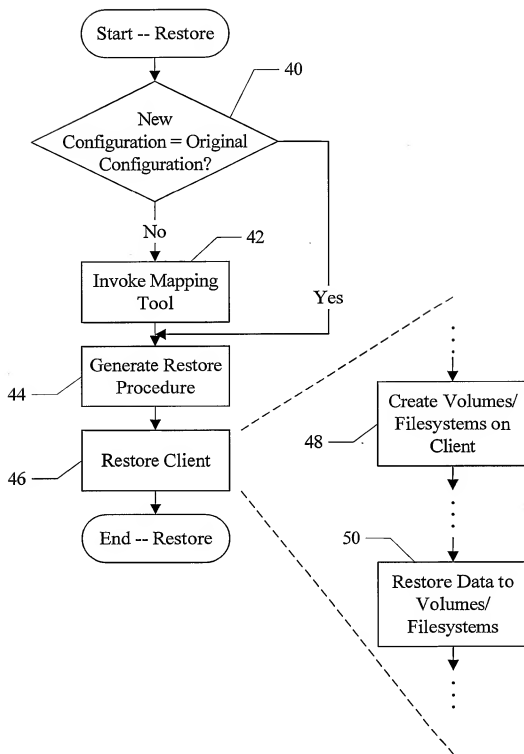 Start -- Restore
40
New
Configuration = Original
Configuration?
No
42
Yes
Invoke Mapping
Tool
44
Generate Restore
Procedure
46
Restore Client
End -- Restore
48
Create Volumes/
Filesystems on
Client
50
Restore Data to
Volumes/
Filesystems